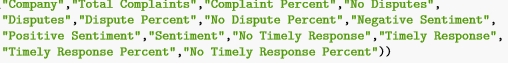 "Company","Total Complaints","Complaint Percent","No Disputes",
"Disputes","Dispute Percent","No Dispute Percent","Negative Sentiment",
"Positive Sentiment","Sentiment","No Timely Response","Timely Response",
"Timely Response Percent","No Timely Response Percent"))